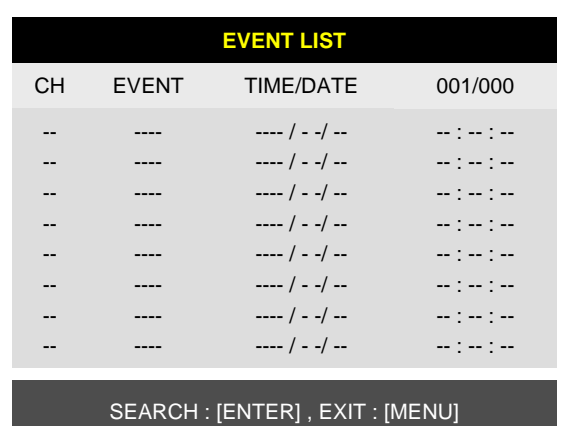 EVENT LIST
CH EVENT TIME/DATE 001/000
-- ---- ---- / - -/ -- -- : -- : --
-- ---- ---- / - -/ -- -- : -- : --
-- ---- ---- / - -/ -- -- : -- : --
-- ---- ---- / - -/ -- -- : -- : --
-- ---- ---- / - -/ -- -- : -- : --
-- ---- ---- / - -/ -- -- : -- : --
-- ---- ---- / - -/ -- -- : -- : --
-- ---- ---- / - -/ -- -- : -- : --
SEARCH : [ENTER] , EXIT : [MENU]